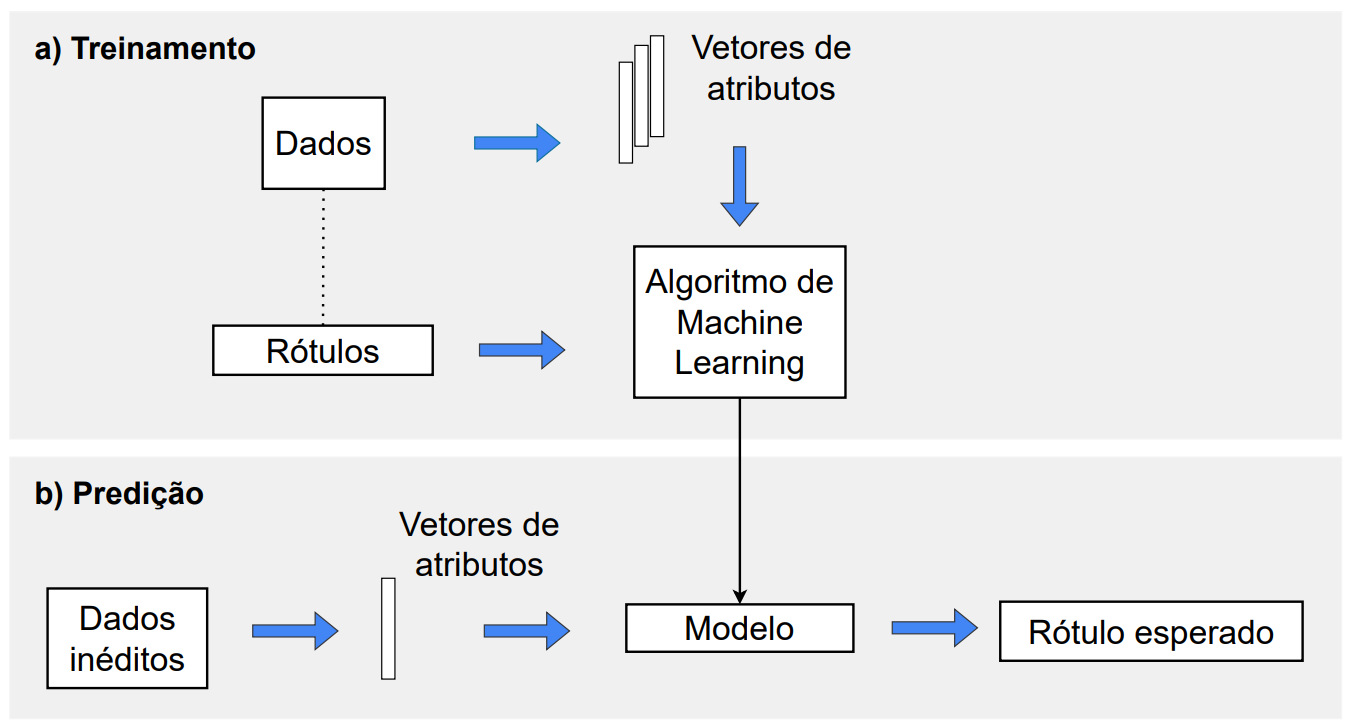 a) Treinamento
Vetores de
atributos
Dados
Algoritmo de
Machine
Learning
Rótulos
b) Predição
Vetores de
atributos
Dados
inéditos
Modelo
Rótulo esperado